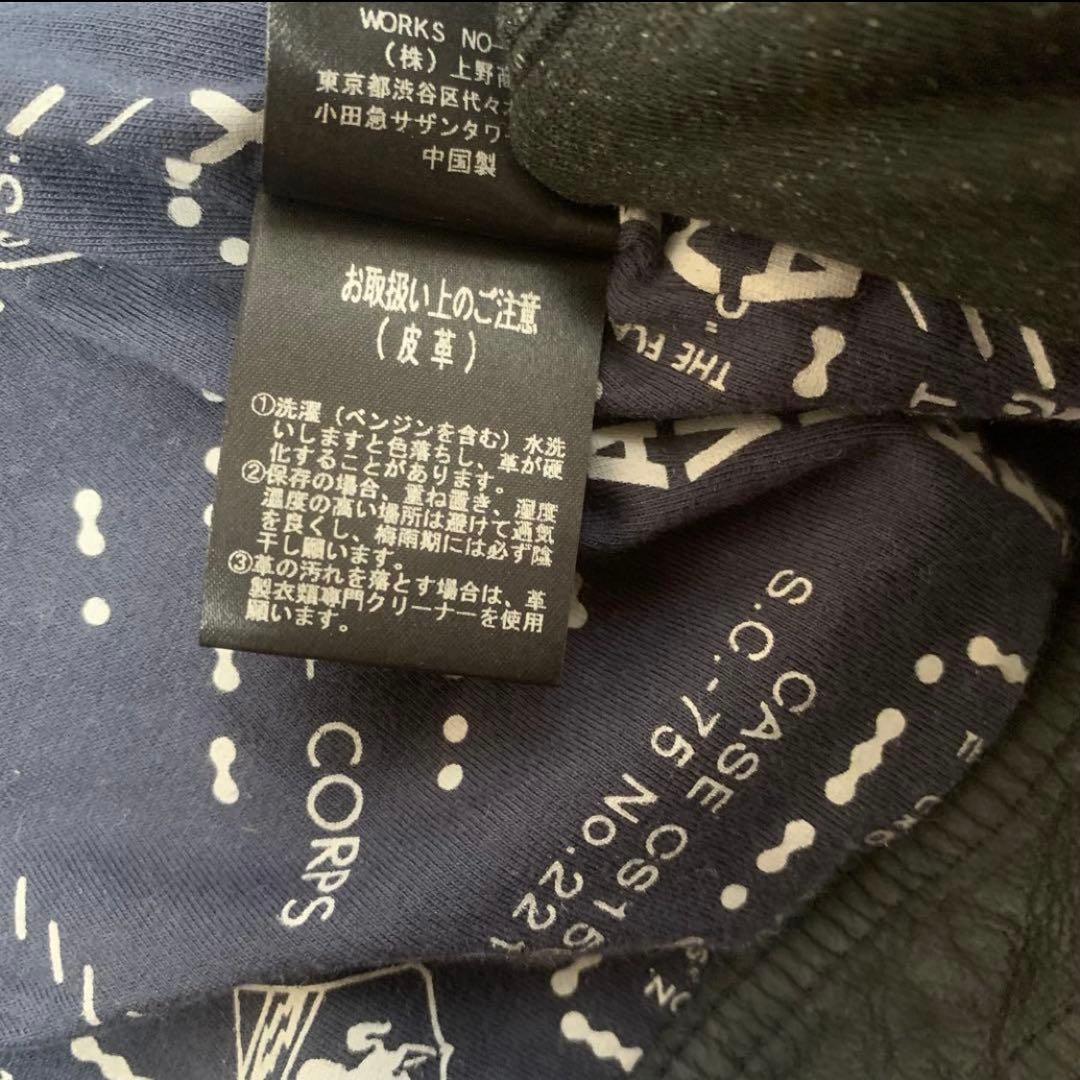 WORKS NO-
(株)上野商
東京都渋谷区代々木
小田急サザンタワー
中国製
お取扱い上のご注意
(皮革)
①洗濯(ベンジンを含む)水洗
いしますと色落ちし、革が硬
化することがあります。
②保存の場合、重ね置き、湿度
温度の高い場所は避けて通気
を良くし、梅雨期には必ず陰
干し願います。
③革の汚れを落とす場合は、革
製衣類専門クリーナーを使用
願います。
THE FLA
S.C.-75 No.22
CASE CS15
CORPS